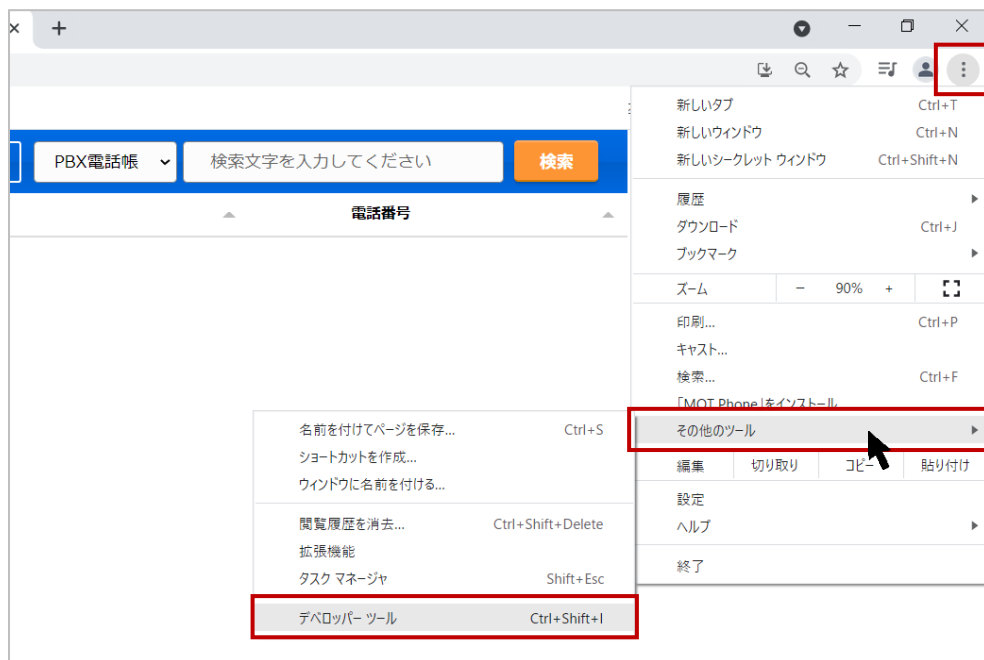 新しいタブ Ctrl+T
新しいウィンドウ Ctrl+N
新しいシークレット ウィンドウ Ctrl+Shift+N
PBX電話帳 検索文字を入力してください 検索
電話番号
履歴
ダウンロード Ctrl+J
ブックマーク
ズーム − 90% +
印刷... Ctrl+P
キャスト...
検索... Ctrl+F
「MOT Phone」をインストール
その他のツール
編集 切り取り コピー 貼り付け
設定
ヘルプ
終了
名前を付けてページを保存... Ctrl+S
ショートカットを作成...
ウィンドウに名前を付ける...
閲覧履歴を消去... Ctrl+Shift+Delete
拡張機能
タスク マネージャ Shift+Esc
デベロッパー ツール Ctrl+Shift+I